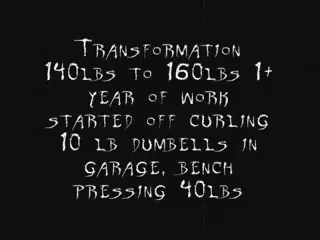 Transformation
140lbs to 160lbs 1+
year of work
started off curling
10 lb dumbells in
garage, bench
pressing 40lbs